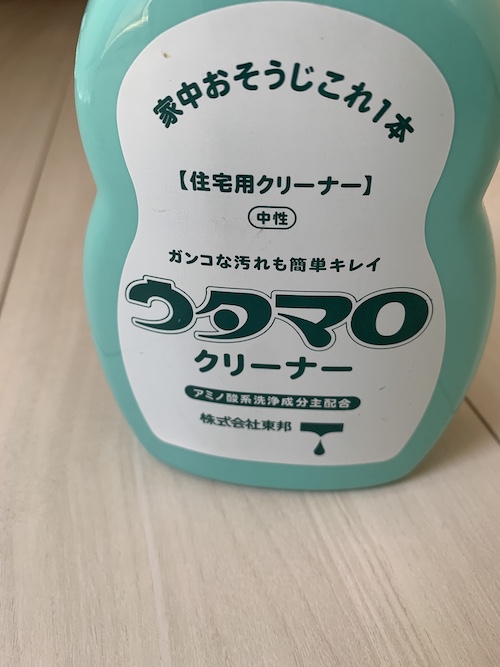 家中おそうじこれ1本
【住宅用クリーナー】
中性
ガンコな汚れも簡単キレイ
ウタマロ
クリーナー
アミノ酸系洗浄成分主配合
株式会社東邦